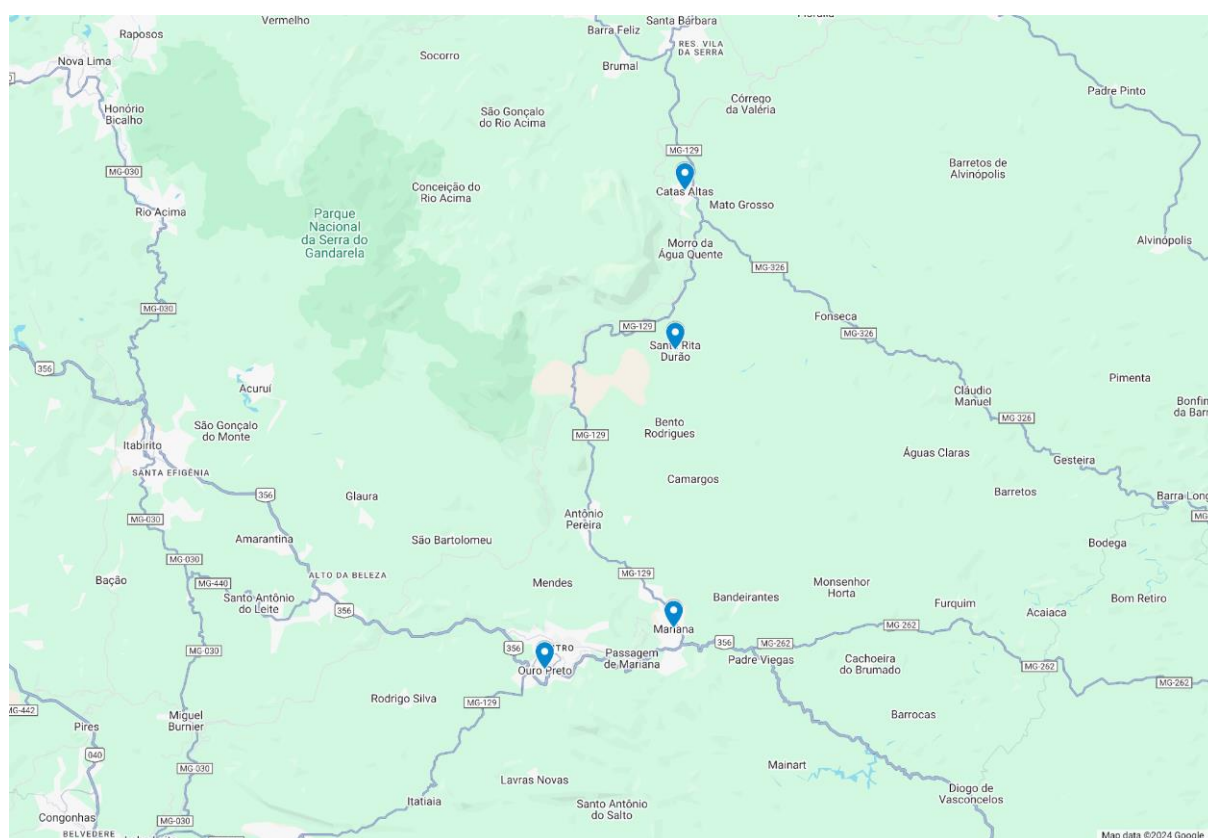 Vermelho
Santa Bárbara
Raposos
Barra Feliz
RES. VILA
DA SERRA
Nova Lima
Socorro
Brumal
Padre Pinto
Honório
Bicalho
São Gonçalo
do Rio Acima
Córrego
da Valéria
MG-129
MG-030
Barretos de
Alvinópolis
Conceição do
Rio Acima
Catas Altas
Mato Grosso
Rio Acima
Parque
Nacional
da Serra do
Gandarela
Morro da
Água Quente
Alvinópolis
MG-326
MG-030
Fonseca
MG-129
MG-326
Santa Rita
Durão
356
Pimenta
Acuruí
Cláudio
Manuel
Bonfim
da Barr
São Gonçalo
do Monte
Bento
Rodrigues
MG 326
MG-129
Itabirito
Águas Claras
Gesteira
SANTA EFIGÊNIA
Camargos
356
Glaura
Barretos
Barra Long
MG-030
Antônio
Pereira
MG
Amarantina
São Bartolomeu
Bodega
MG-030
Bação
MG-440
ALTO DA BELEZA
Mendes
MG-129
Monsenhor
Horta
Santo Antônio
do Leite
356
Bandeirantes
Furquim
Acaiaca
Bom Retiro
MG 262
Mariana
356
MG-262
356
TRO
MG 030
Passagem
de Mariana
Padre Viegas
Cachoeira
do Brumado
MG-262
Ouro Preto
MG-262
Rodrigo Silva
MG-129
MG-442
Miguel
Burnier
Barrocas
Pires
040
MG 030
Mainart
Lavras Novas
Diogo de
Vasconcelos
Itatiaia
Santo Antônio
do Salto
Congonhas
MG-030
BELVEDERE
Map data ©2024 Google